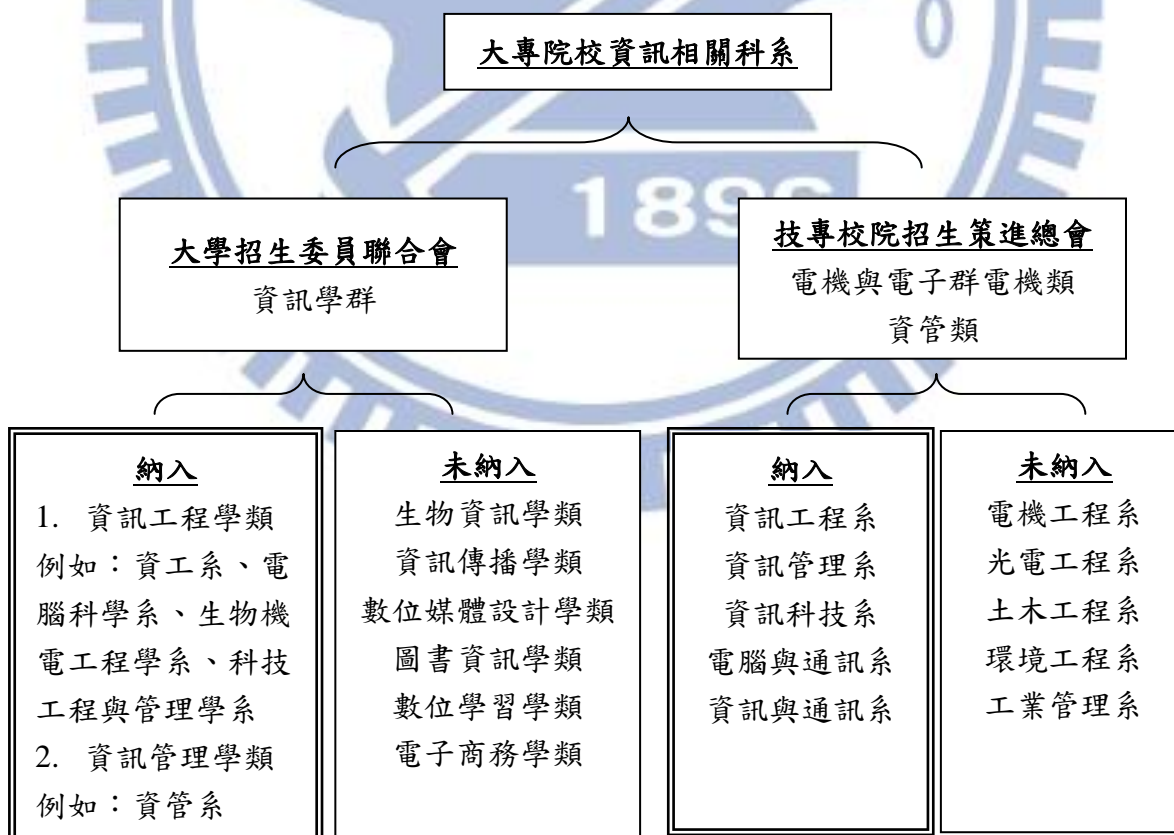 大專院校資訊相關科系
1896
大學招生委員聯合會
資訊學群
技專校院招生策進總會
電機與電子群電機類
資管類
納入
1. 資訊工程學類
例如：資工系、電
腦科學系、生物機
電工程學系、科技
工程與管理學系
2. 資訊管理學類
例如：資管系
未納入
生物資訊學類
資訊傳播學類
數位媒體設計學類
圖書資訊學類
數位學習學類
電子商務學類
納入
資訊工程系
資訊管理系
資訊科技系
電腦與通訊系
資訊與通訊系
未納入
電機工程系
光電工程系
土木工程系
環境工程系
工業管理系